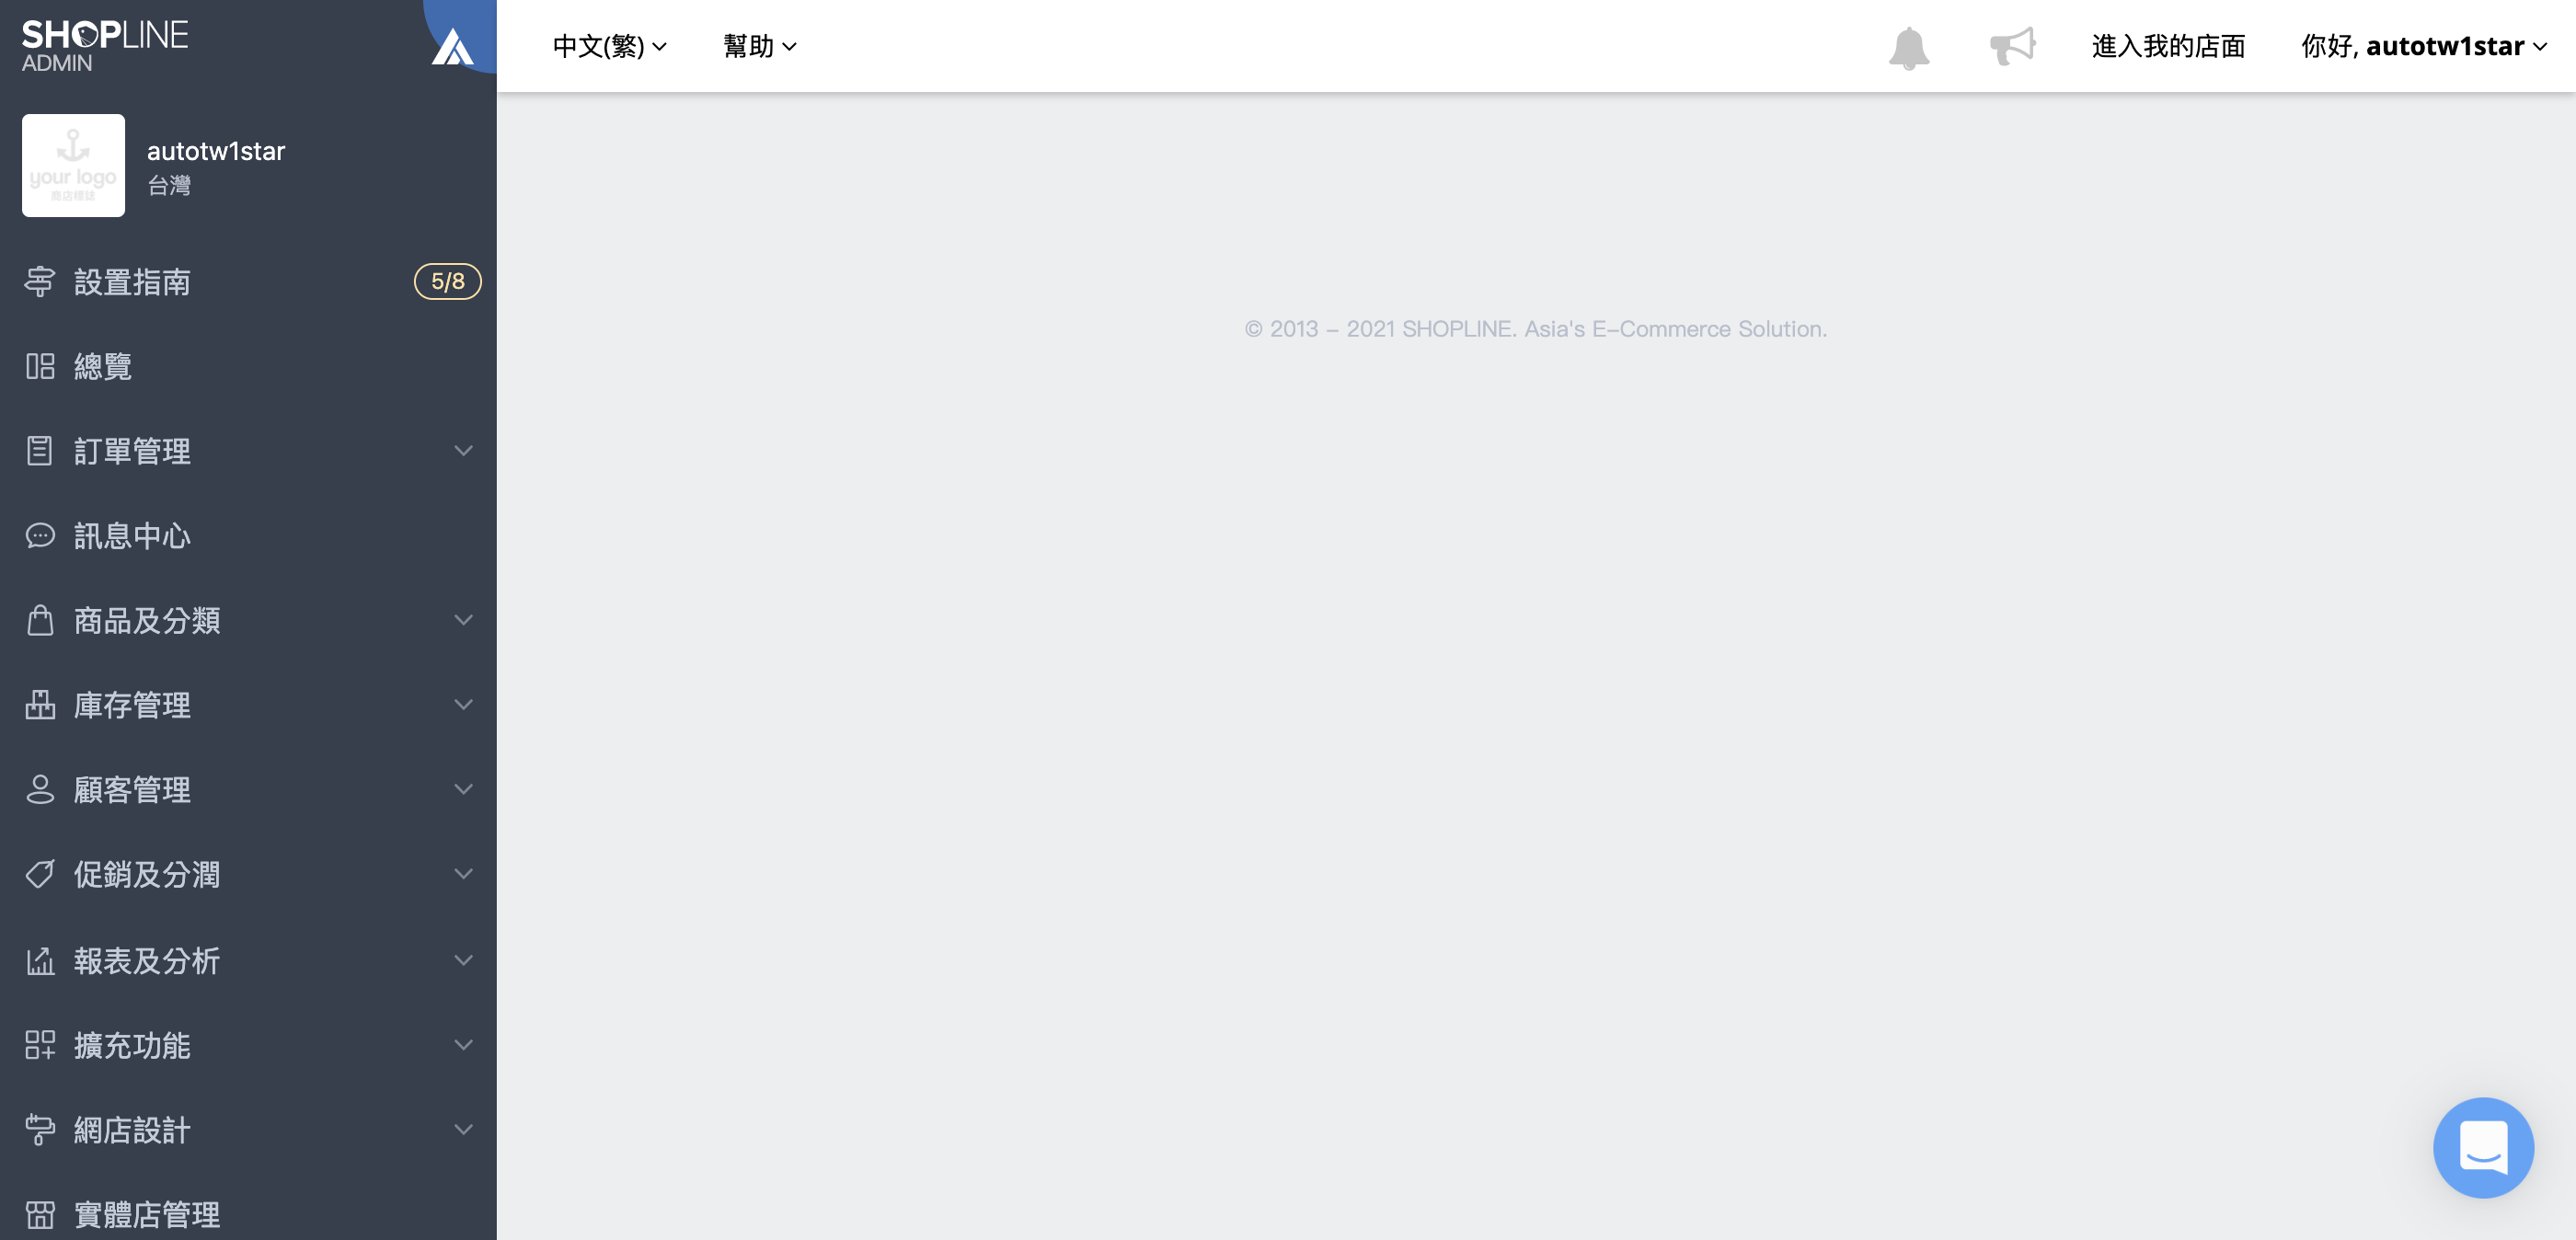 SHOPLINE
ADMIN
中文(繁)
幫助
進入我的店面
你好, autotw1star
your logo
商店標誌
autotw1star
台灣
設置指南
5/8
總覽
訂單管理
訊息中心
商品及分類
庫存管理
顧客管理
促銷及分潤
報表及分析
擴充功能
網店設計
實體店管理
© 2013 – 2021 SHOPLINE. Asia's E–Commerce Solution.